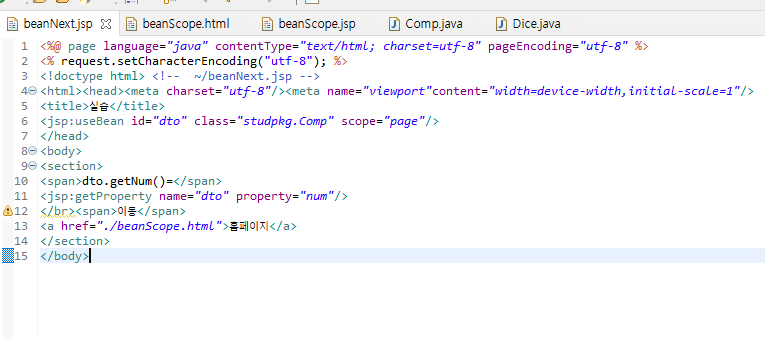 beanNext.jsp beanScope.html beanScope.jsp Comp.java Dice.java
1 <%@ page language="java" contentType="text/html; charset=utf-8" pageEncoding="utf-8" %>
2 <% request.setCharacterEncoding("utf-8"); %>
3 <!doctype html> <!-- ~/beanNext.jsp -->
4 <html><head><meta charset="utf-8"/><meta name="viewport"content="width=device-width,initial-scale=1"/>
5 <title>실습</title>
6 <jsp:useBean id="dto" class="studpkg.Comp" scope="page"/>
7 </head>
8 <body>
9 <section>
10 <span>dto.getNum()=</span>
11 <jsp:getProperty name="dto" property="num"/>
12 </br><span>이동</span>
13 <a href="./beanScope.html">홈페이지</a>
14 </section>
15 </body>